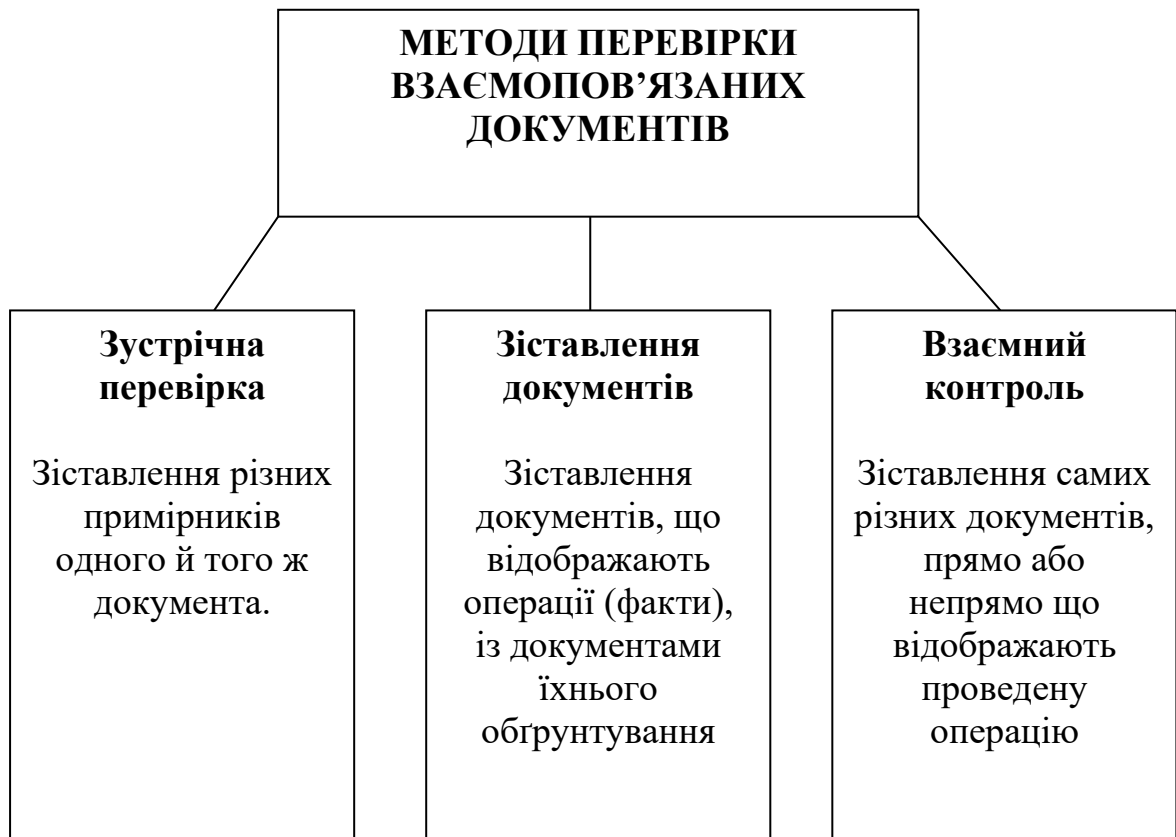 МЕТОДИ ПЕРЕВІРКИ
ВЗАЄМОПОВ’ЯЗАНИХ
ДОКУМЕНТІВ
Зустрічна
перевірка
Зіставлення різних
примірників
одного й того ж
документа.
Зіставлення
документів
Зіставлення
документів, що
відображають
операції (факти),
із документами
їхнього
обґрунтування
Взаємний
контроль
Зіставлення самих
різних документів,
прямо або
непрямо що
відображають
проведену
операцію